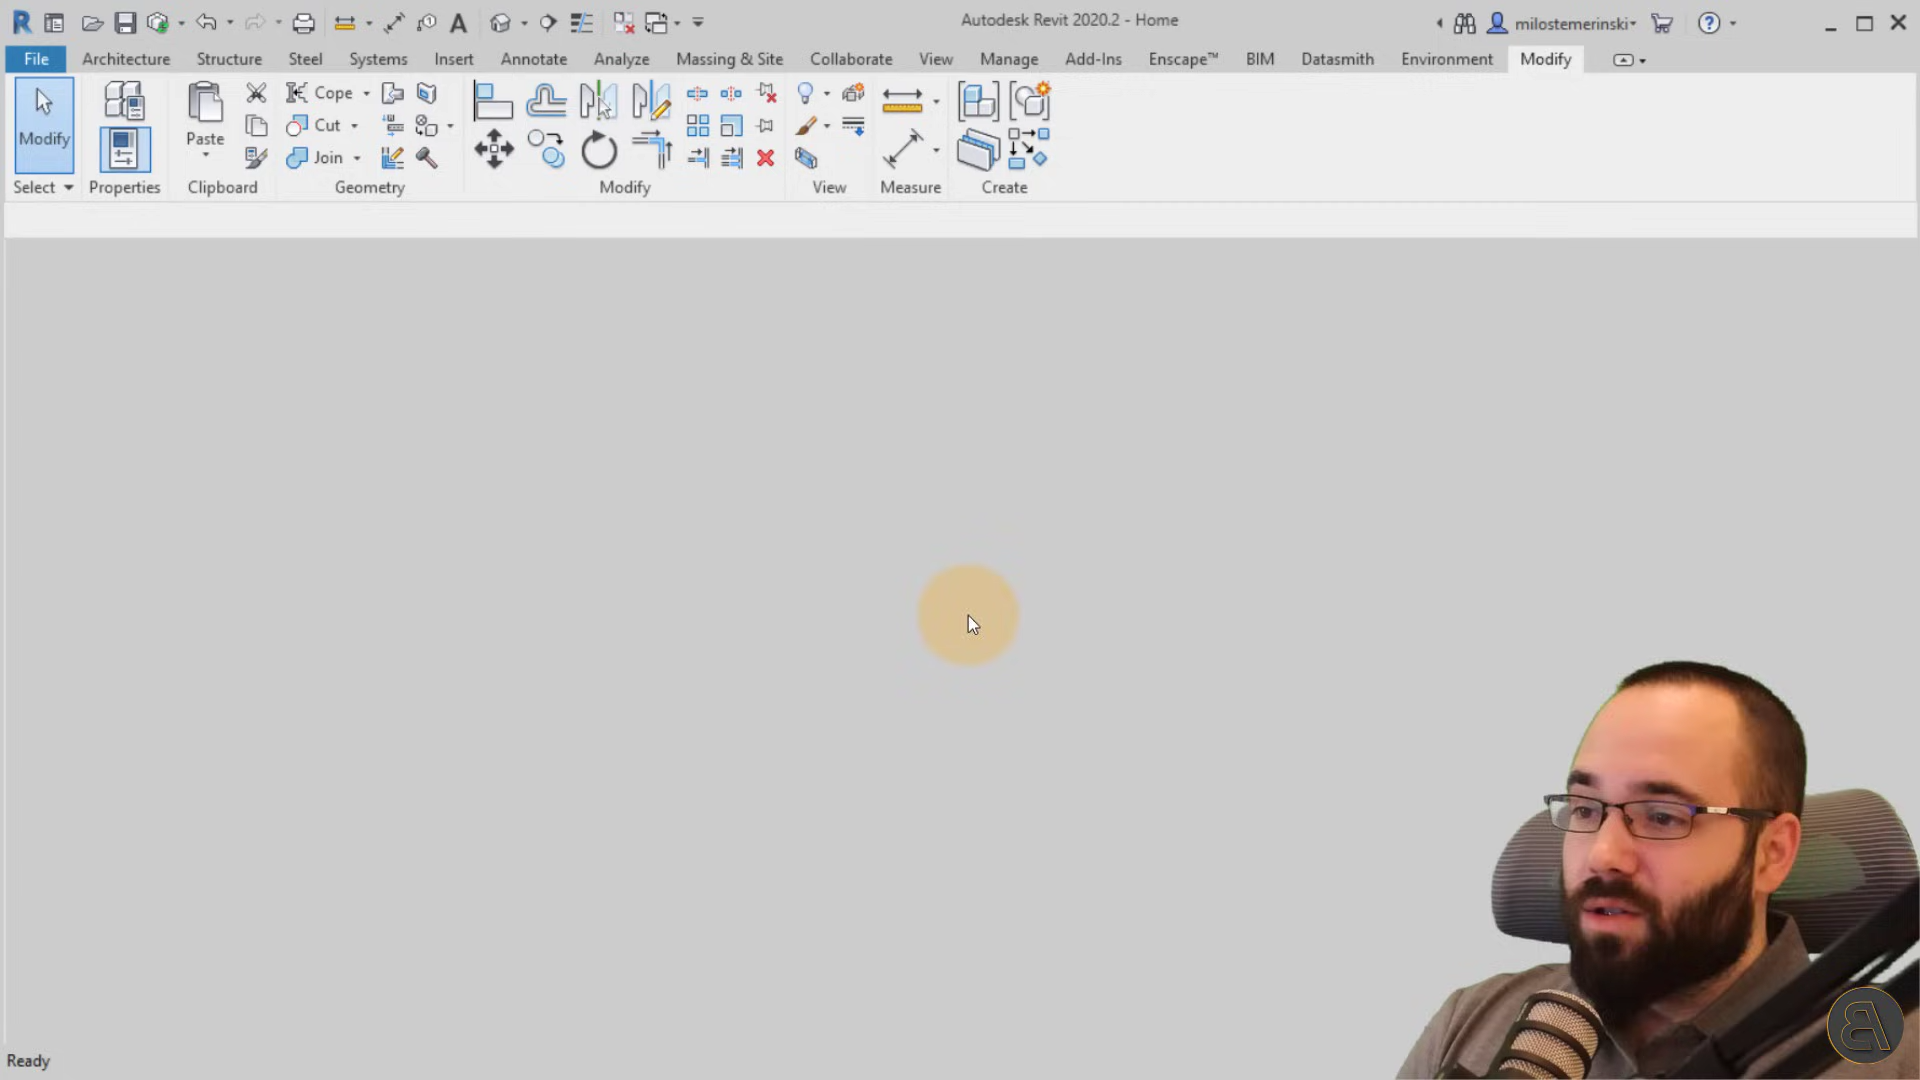 Autodesk Revit 2020.2 - Home
milostemerinski
File Architecture Structure Steel Systems Insert Annotate Analyze Massing & Site Collaborate View Manage Add-Ins Enscape™ BIM Datasmith Environment Modify
Modify
Paste
Cope
Cut
Join
Select Properties Clipboard Geometry Modify View Measure Create
Ready